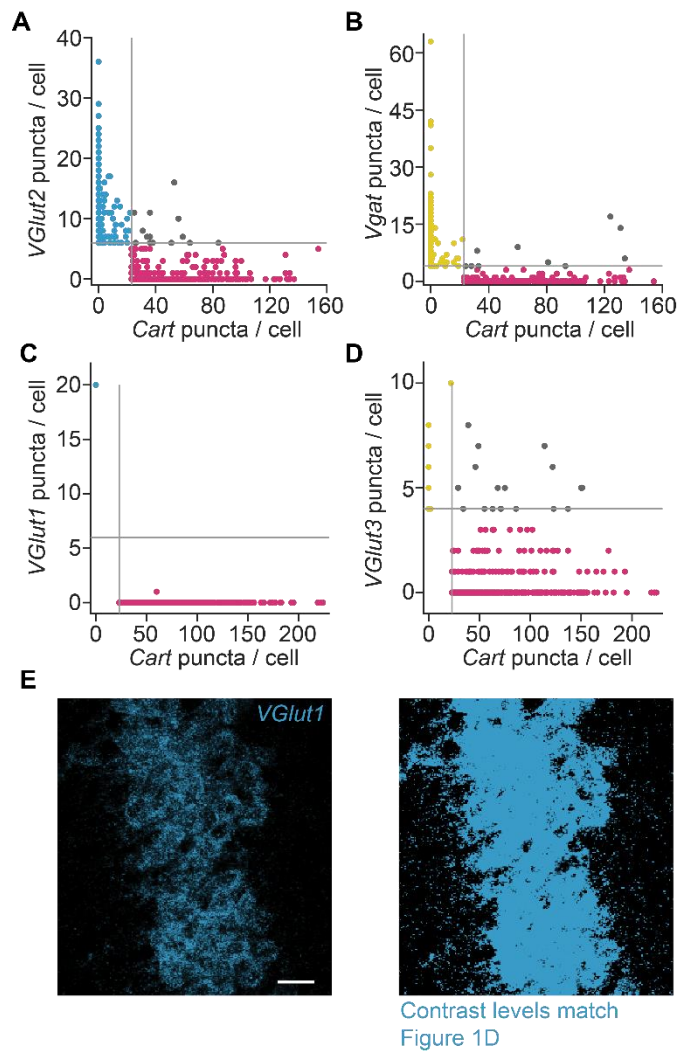 A
VGlut2 puncta / cell
40
30
20
10
0
0 40 80 120 160
Cart puncta / cell
B
Vgat puncta / cell
60
45
30
15
0
0 40 80 120 160
Cart puncta / cell
C
VGlut1 puncta / cell
20
15
10
5
0
0 50 100 150 200
Cart puncta / cell
D
VGlut3 puncta / cell
10
5
0
0 50 100 150 200
Cart puncta / cell
E
VGlut1
Contrast levels match
Figure 1D